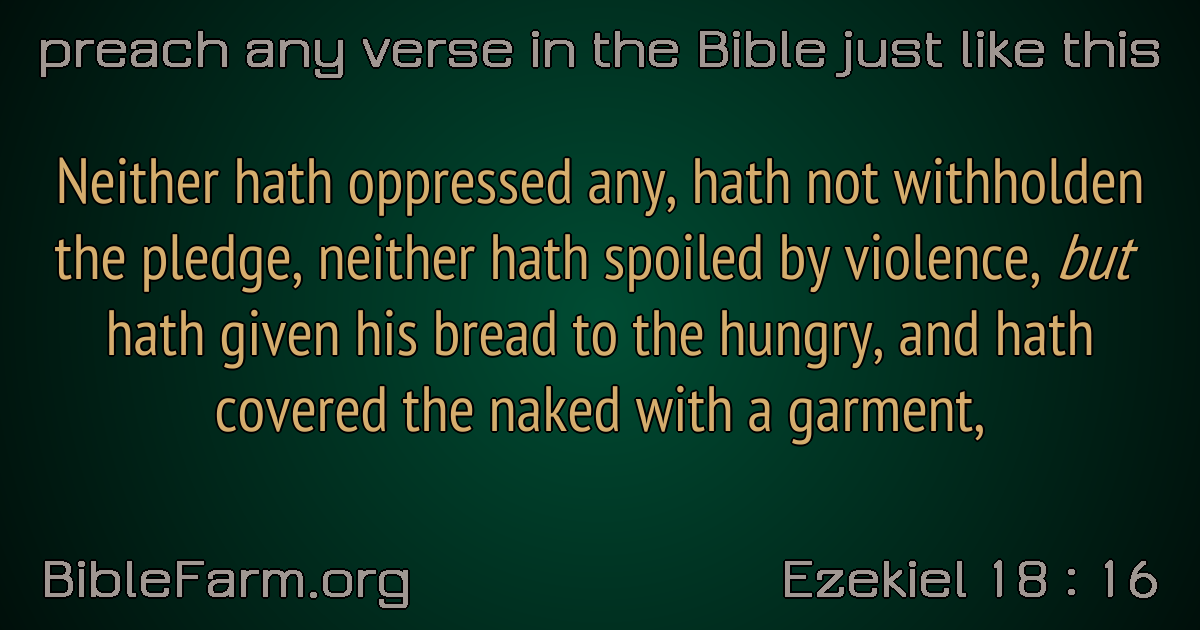 preach any verse in the Bible just like this
Neither hath oppressed any, hath not withholden
the pledge, neither hath spoiled by violence, but
hath given his bread to the hungry, and hath
covered the naked with a garment,
BibleFarm.org
Ezekiel 18 : 16